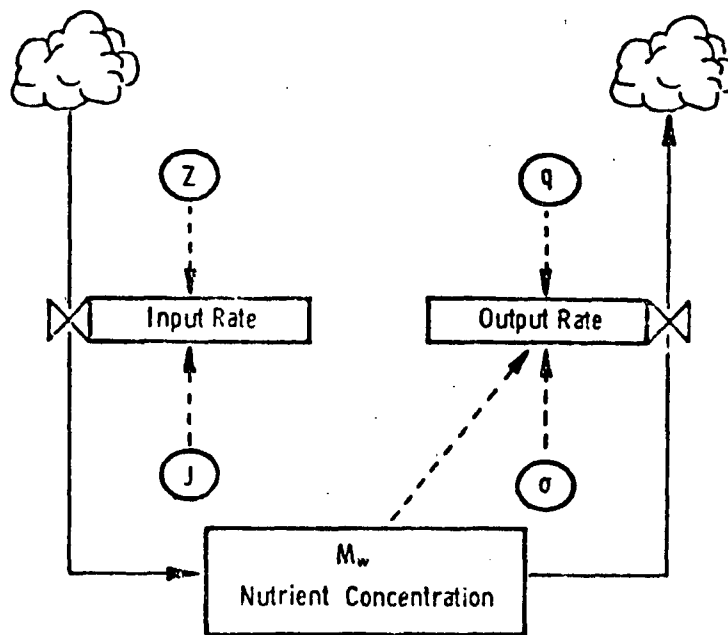 Z
q
Input Rate
Output Rate
J
σ
M_w
Nutrient Concentration